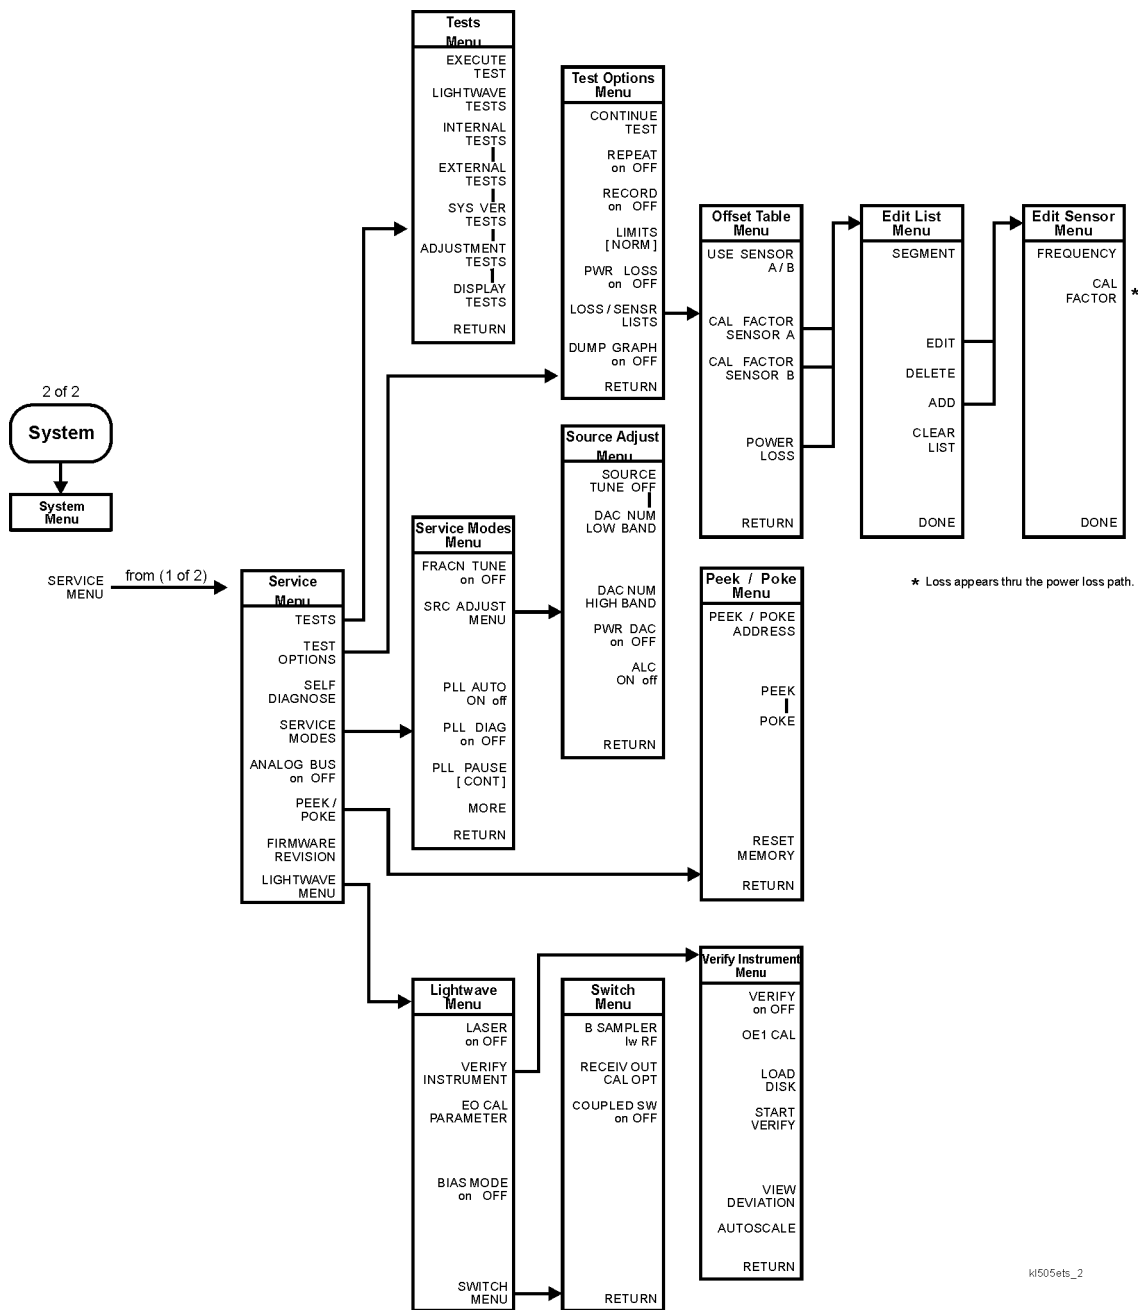 2 of 2
System
System
Menu
SERVICE
MENU
from (1 of 2)
Service
Menu
TESTS
TEST
OPTIONS
SELF
DIAGNOSE
SERVICE
MODES
ANALOG BUS
on OFF
PEEK /
POKE
FIRMWARE
REVISION
LIGHTWAVE
MENU
Tests
Menu
EXECUTE
TEST
LIGHTWAVE
TESTS
INTERNAL
TESTS
EXTERNAL
TESTS
SYS VER
TESTS
ADJUSTMENT
TESTS
DISPLAY
TESTS
RETURN
Test Options
Menu
CONTINUE
TEST
REPEAT
on OFF
RECORD
on OFF
LIMITS
[ NORM ]
PWR LOSS
on OFF
LOSS / SENSR
LISTS
DUMP GRAPH
on OFF
RETURN
Offset Table
Menu
USE SENSOR
A / B
CAL FACTOR
SENSOR A
CAL FACTOR
SENSOR B
POWER
LOSS
RETURN
Edit List
Menu
SEGMENT
EDIT
DELETE
ADD
CLEAR
LIST
DONE
Edit Sensor
Menu
FREQUENCY
CAL
FACTOR
*
DONE
* Loss appears thru the power loss path.
Service Modes
Menu
FRACN TUNE
on OFF
SRC ADJUST
MENU
PLL AUTO
ON off
PLL DIAG
on OFF
PLL PAUSE
[ CONT ]
MORE
RETURN
Source Adjust
Menu
SOURCE
TUNE OFF
DAC NUM
LOW BAND
DAC NUM
HIGH BAND
PWR DAC
on OFF
ALC
ON off
RETURN
Peek / Poke
Menu
PEEK / POKE
ADDRESS
PEEK
POKE
RESET
MEMORY
RETURN
Lightwave
Menu
LASER
on OFF
VERIFY
INSTRUMENT
EO CAL
PARAMETER
BIAS MODE
on OFF
SWITCH
MENU
Switch
Menu
B SAMPLER
lw RF
RECEIV OUT
CAL OPT
COUPLED SW
on OFF
RETURN
Verify Instrument
Menu
VERIFY
on OFF
OE1 CAL
LOAD
DISK
START
VERIFY
VIEW
DEVIATION
AUTOSCALE
RETURN
kl505ets_2